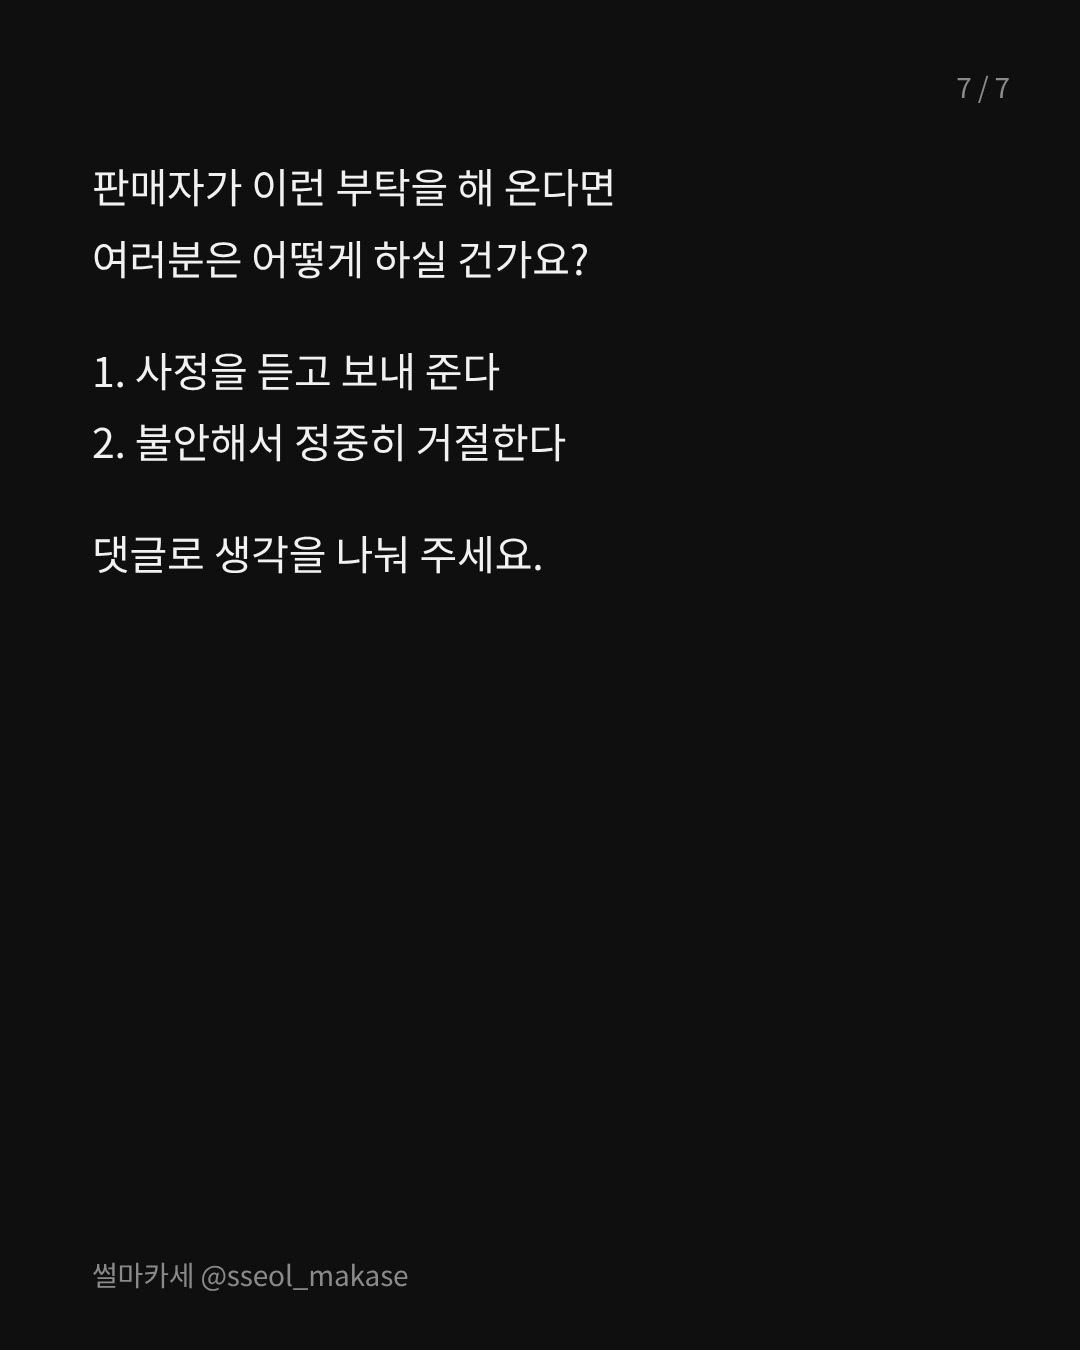 7 / 7
판매자가 이런 부탁을 해 온다면
여러분은 어떻게 하실 건가요?
1. 사정을 듣고 보내 준다
2. 불안해서 정중히 거절한다
댓글로 생각을 나눠 주세요.
썰마카세 @sseol_makase